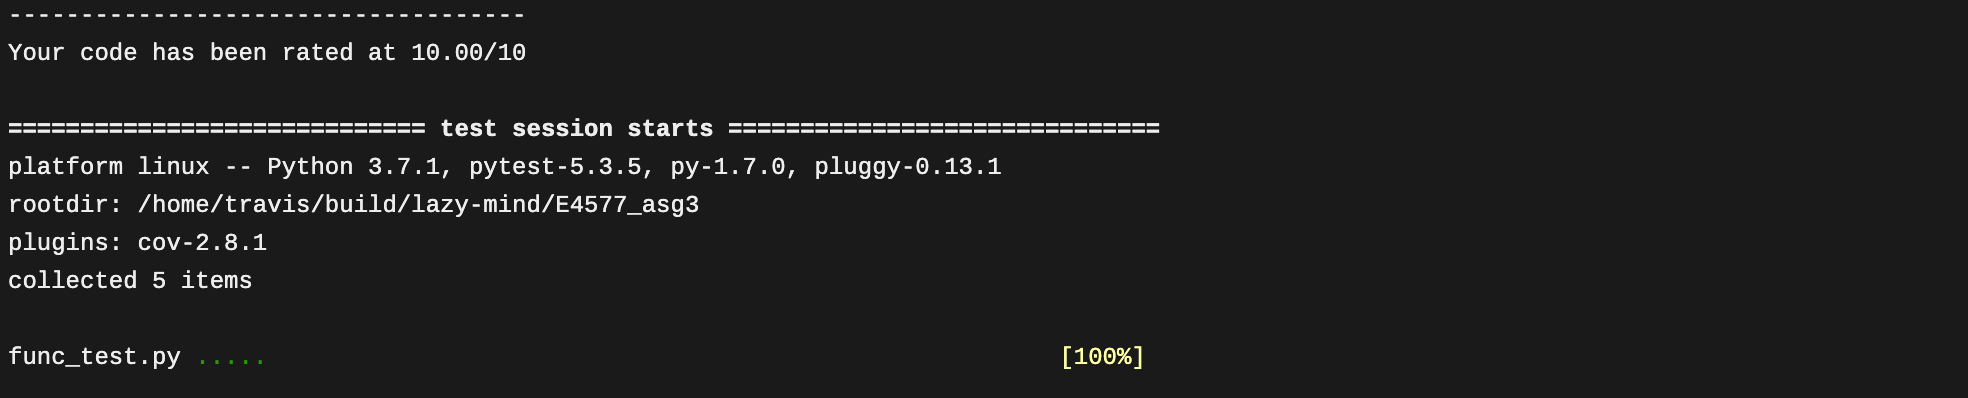 ------------------------------------
Your code has been rated at 10.00/10
============================= test session starts ==============================
platform linux -- Python 3.7.1, pytest-5.3.5, py-1.7.0, pluggy-0.13.1
rootdir: /home/travis/build/lazy-mind/E4577_asg3
plugins: cov-2.8.1
collected 5 items
func_test.py ..... [100%]